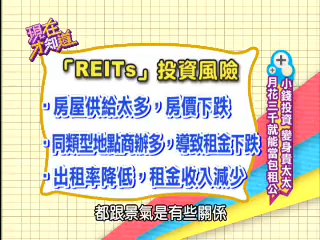 現在才知道
「REITs」投資風險
·房屋供給太多，房價下跌
·同類型地點商辦多，導致租金下跌
·出租率降低，租金收入減少
小錢投資 變身貴太太
月花三千就能當包租公
都跟景氣是有些關係